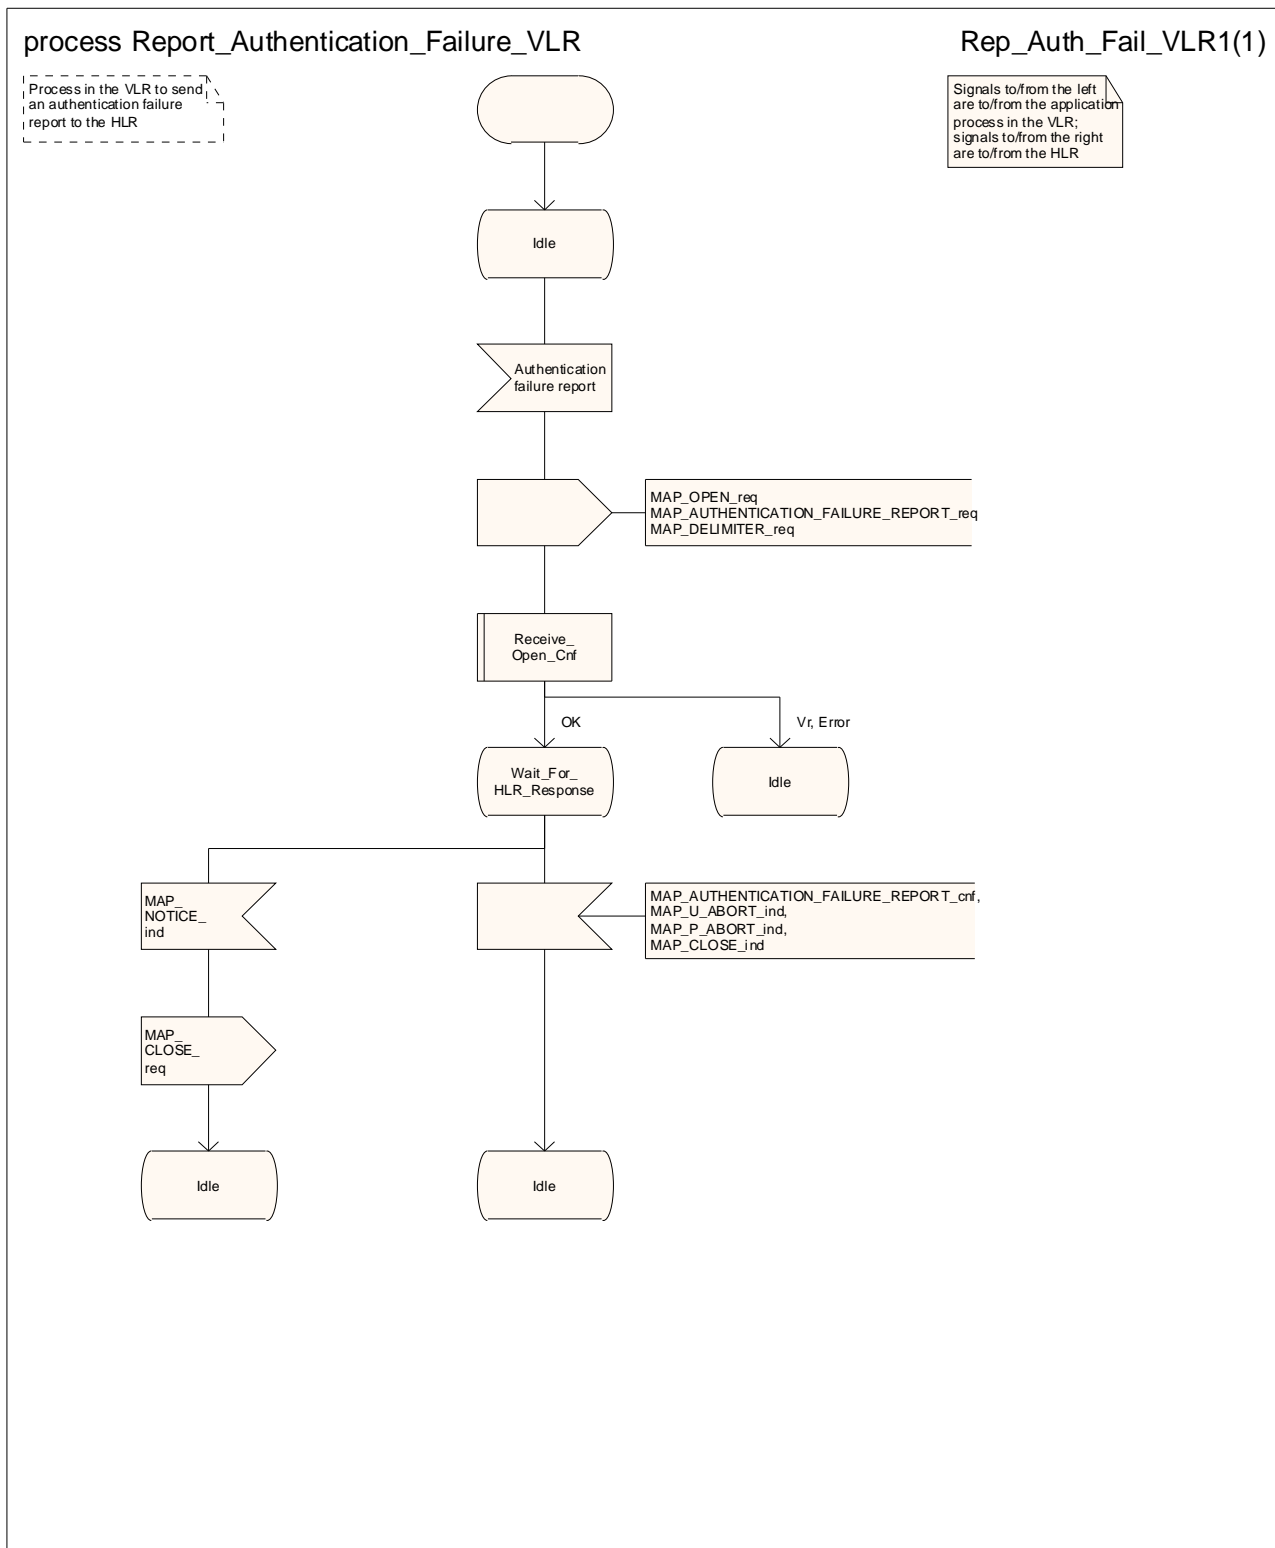 process Report_Authentication_Failure_VLR
Rep_Auth_Fail_VLR1(1)
Process in the VLR to send
an authentication failure
report to the HLR
Signals to/from the left
are to/from the application
process in the VLR;
signals to/from the right
are to/from the HLR
Idle
Authentication
failure report
MAP_OPEN_req
MAP_AUTHENTICATION_FAILURE_REPORT_req
MAP_DELIMITER_req
Receive_
Open_Cnf
OK
Vr, Error
Wait_For_
HLR_Response
Idle
MAP_
NOTICE_
ind
MAP_AUTHENTICATION_FAILURE_REPORT_cnf,
MAP_U_ABORT_ind,
MAP_P_ABORT_ind,
MAP_CLOSE_ind
MAP_
CLOSE_
req
Idle
Idle